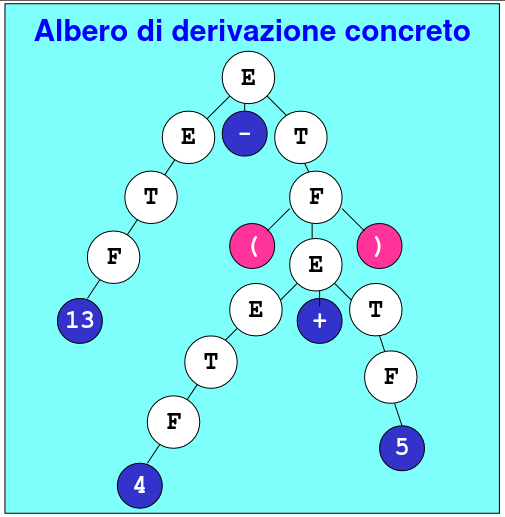 Albero di derivazione concreto
E
E - T
T F
( )
F E
13 E + T
T
F
F
5
4